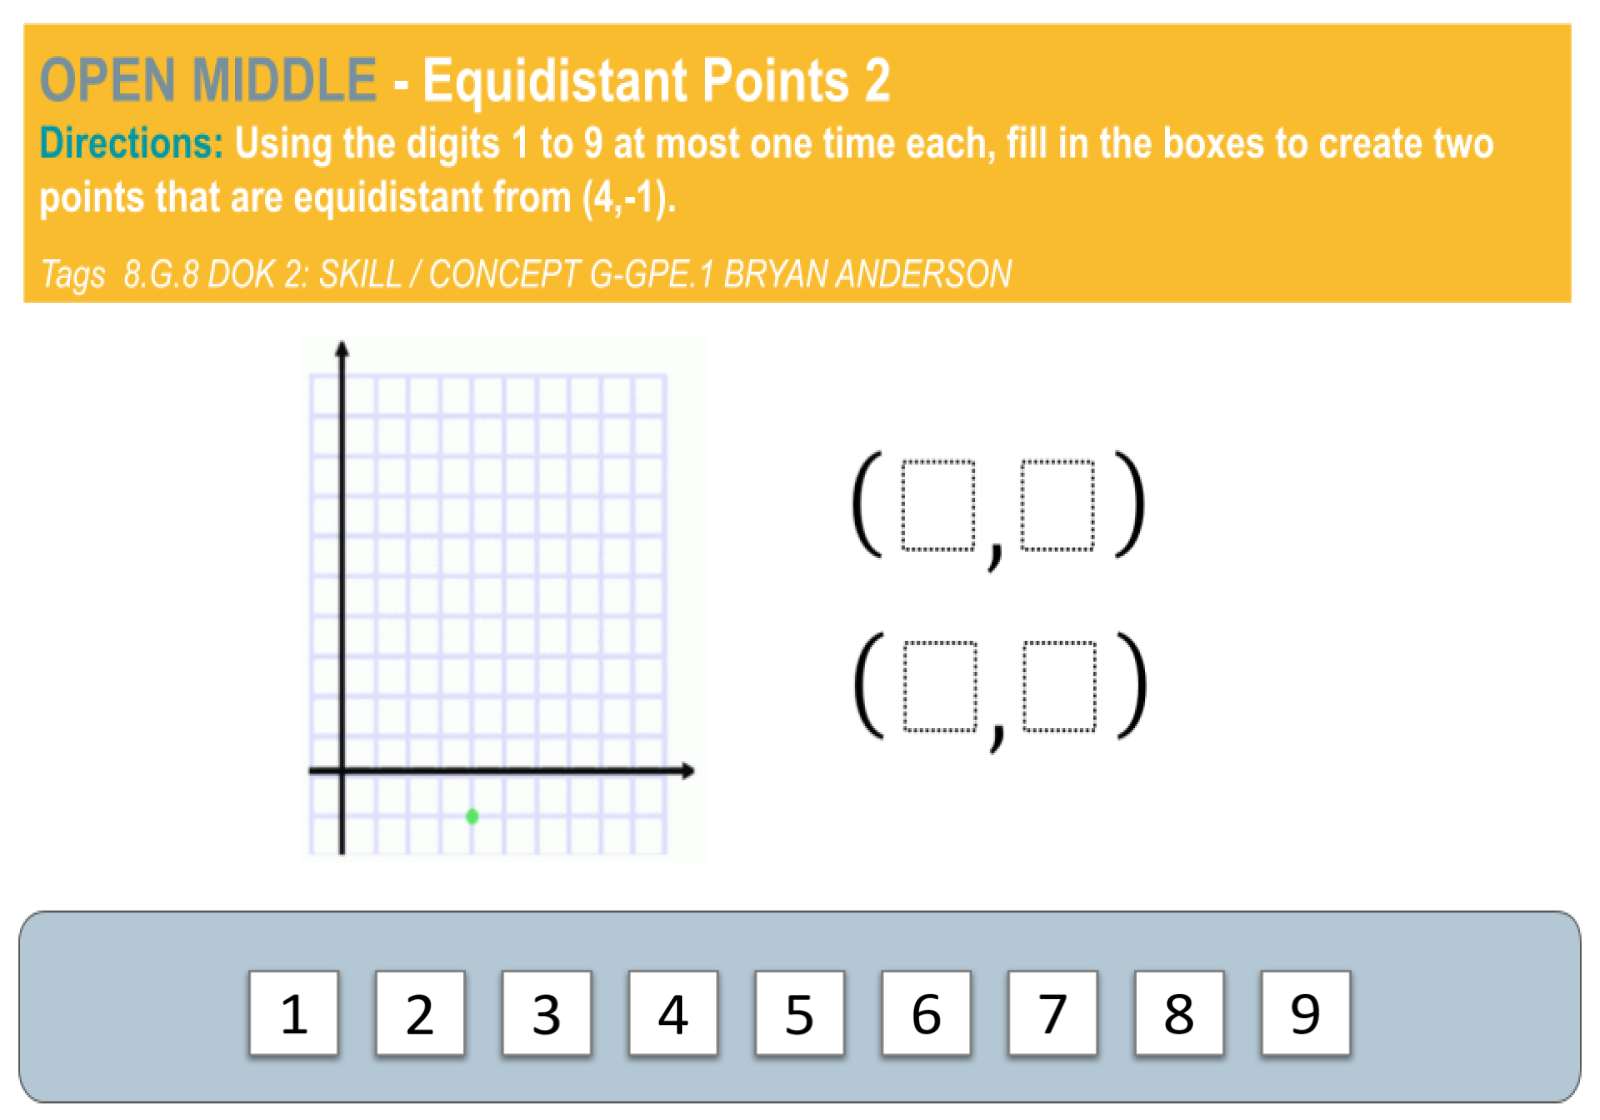 OPEN MIDDLE - Equidistant Points 2
Directions: Using the digits 1 to 9 at most one time each, fill in the boxes to create two
points that are equidistant from (4,-1).
Tags 8.G.8 DOK 2: SKILL / CONCEPT G-GPE.1 BRYAN ANDERSON
( , )
( , )
1 2 3 4 5 6 7 8 9